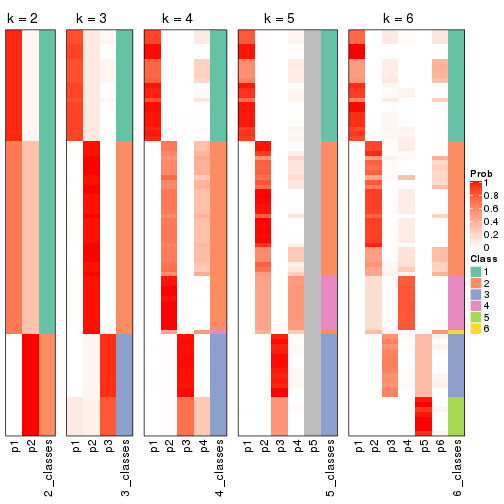 k = 2
k = 3
k = 4
k = 5
k = 6
Prob
1
0.8
0.6
0.4
0.2
0
Class
1
2
3
4
5
6
p1
p2
2_classes
p1
p2
p3
3_classes
p1
p2
p3
p4
4_classes
p1
p2
p3
p4
p5
5_classes
p1
p2
p3
p4
p5
p6
6_classes